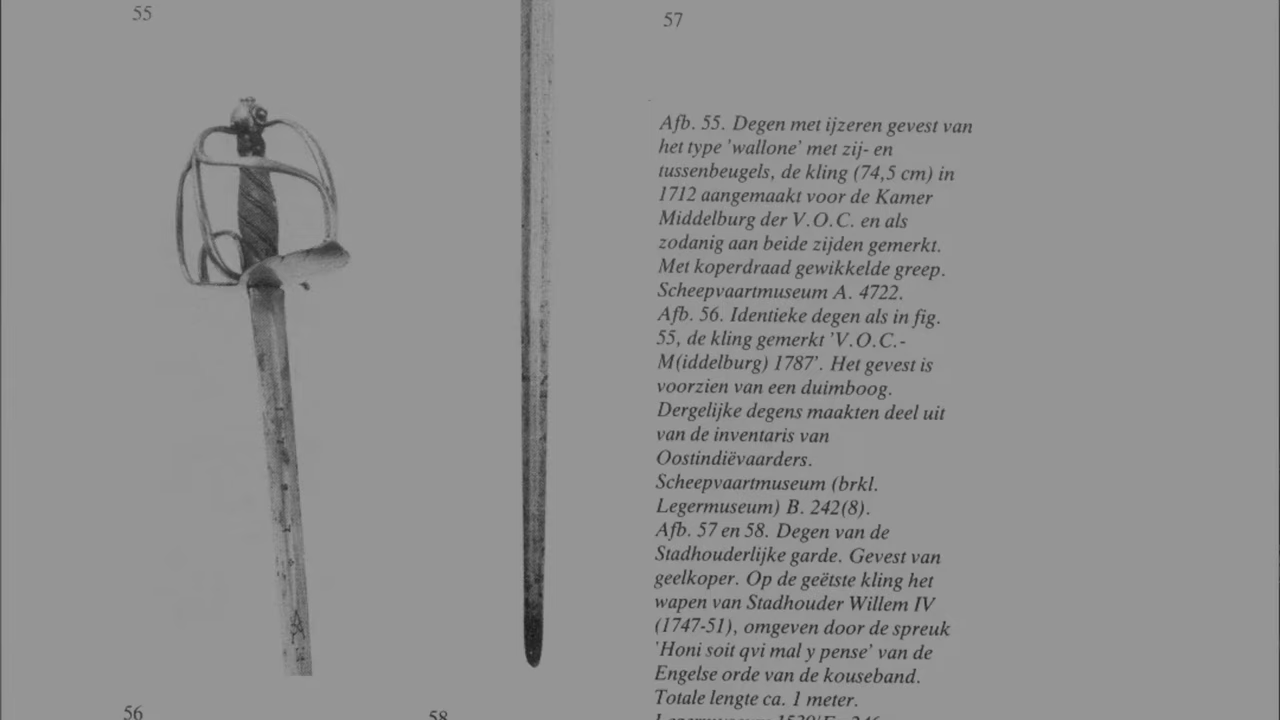 55
57
Afb. 55. Degen met ijzeren gevest van
het type 'wallone' met zij- en
tussenbeugels, de kling (74,5 cm) in
1712 aangemaakt voor de Kamer
Middelburg der V.O.C. en als
zodanig aan beide zijden gemerkt.
Met koperdraad gewikkelde greep.
Scheepvaartmuseum A. 4722.
Afb. 56. Identieke degen als in fig.
55, de kling gemerkt 'V.O.C.-
M(iddelburg) 1787'. Het gevest is
voorzien van een duimboog.
Dergelijke degens maakten deel uit
van de inventaris van
Oostindiëvaarders.
Scheepvaartmuseum (brkl.
Legermuseum) B. 242(8).
Afb. 57 en 58. Degen van de
Stadhouderlijke garde. Gevest van
geelkoper. Op de geëtste kling het
wapen van Stadhouder Willem IV
(1747-51), omgeven door de spreuk
'Honi soit qvi mal y pense' van de
Engelse orde van de kouseband.
Totale lengte ca. 1 meter.
56
58